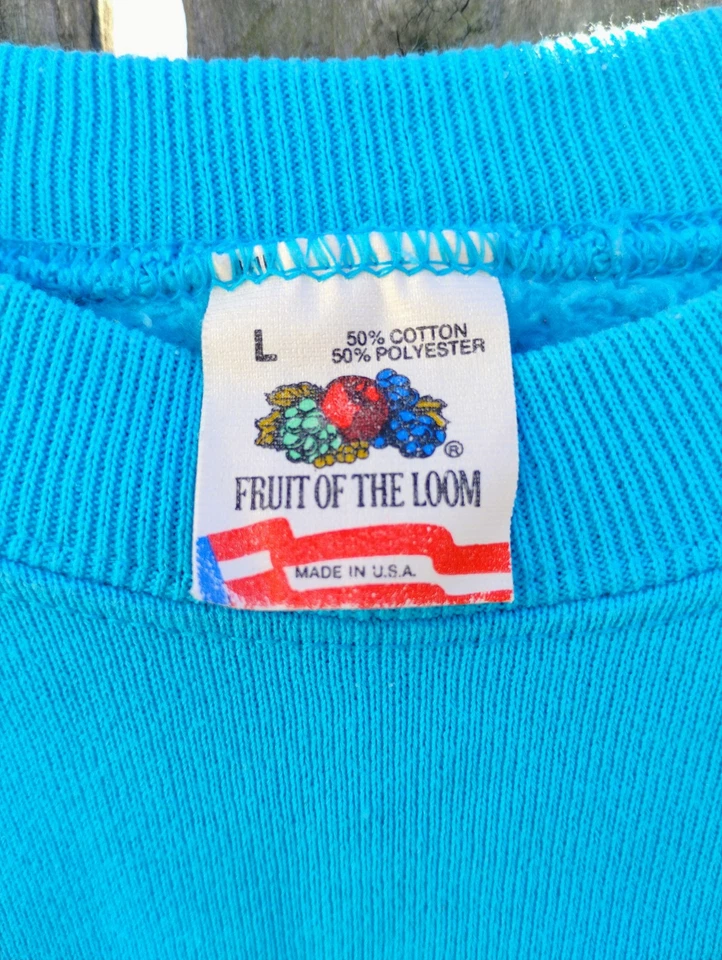 L
50% COTTON
50% POLYESTER
®
FRUIT OF THE LOOM
MADE IN U.S.A.